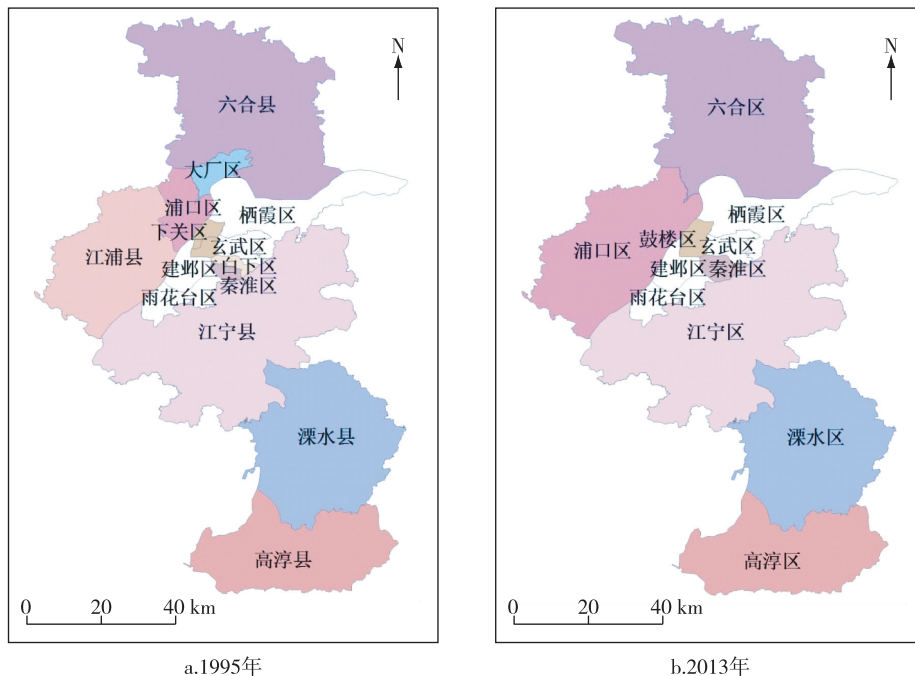 N
六合县
大厂区
浦口区
栖霞区
下关区
玄武区
江浦县
建邺区
白下区
秦淮区
雨花台区
江宁县
溧水县
高淳县
0 20 40 km
a.1995年
N
六合区
栖霞区
浦口区
鼓楼区
玄武区
建邺区
秦淮区
雨花台区
江宁区
溧水区
高淳区
0 20 40 km
b.2013年